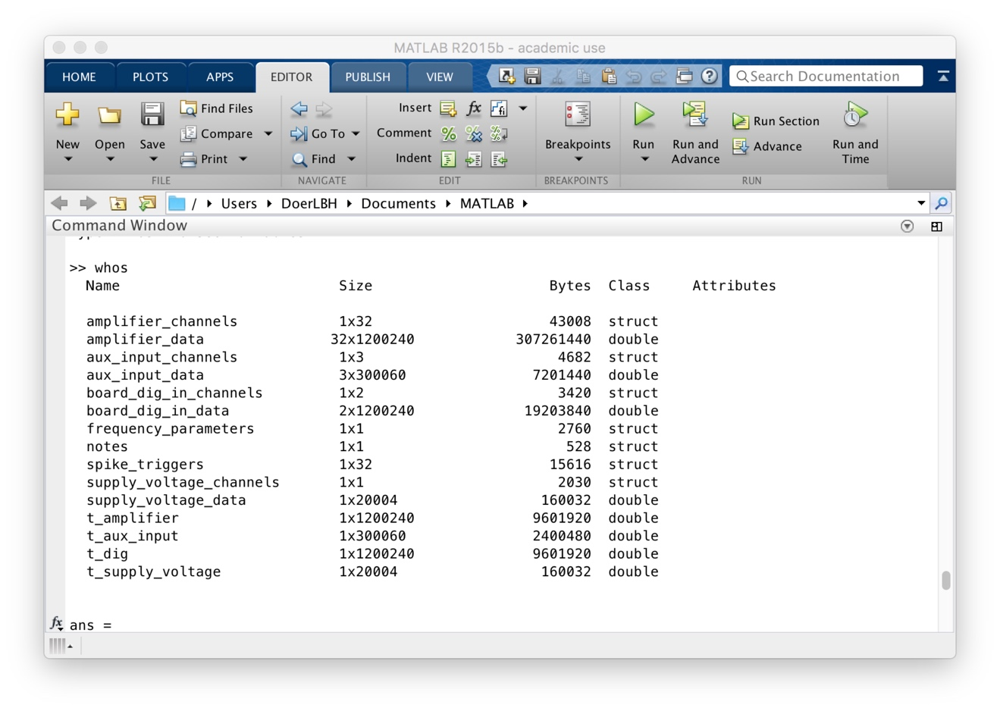 MATLAB R2015b - academic use
HOME PLOTS APPS EDITOR PUBLISH VIEW Search Documentation
New Open Save Find Files Compare Print
FILE
Go To Find
NAVIGATE
Insert fx fi
Comment
Indent
EDIT
Breakpoints
BREAKPOINTS
Run Run and Advance Run Section Advance Run and Time
RUN
/ Users DoerLBH Documents MATLAB
Command Window
>> whos
Name Size Bytes Class Attributes
amplifier_channels 1x32 43008 struct
amplifier_data 32x1200240 307261440 double
aux_input_channels 1x3 4682 struct
aux_input_data 3x300060 7201440 double
board_dig_in_channels 1x2 3420 struct
board_dig_in_data 2x1200240 19203840 double
frequency_parameters 1x1 2760 struct
notes 1x1 528 struct
spike_triggers 1x32 15616 struct
supply_voltage_channels 1x1 2030 struct
supply_voltage_data 1x20004 160032 double
t_amplifier 1x1200240 9601920 double
t_aux_input 1x300060 2400480 double
t_dig 1x1200240 9601920 double
t_supply_voltage 1x20004 160032 double
fx ans =